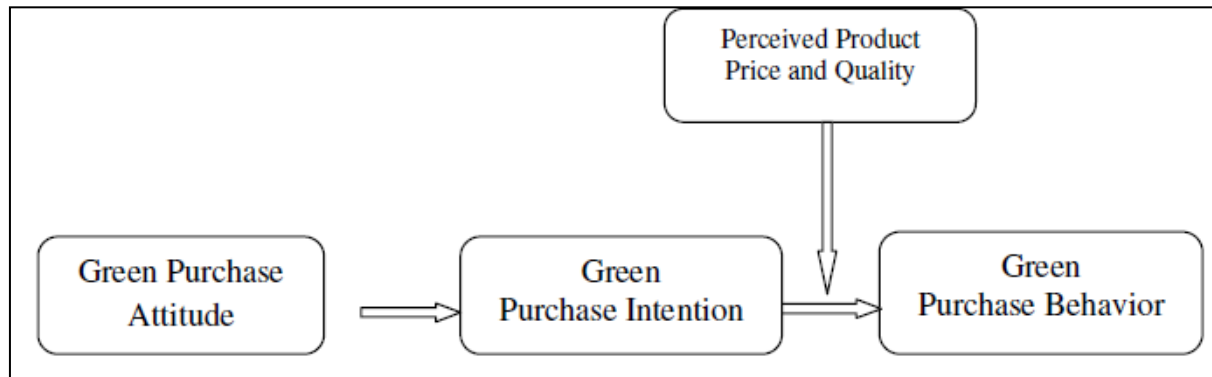 Perceived Product
Price and Quality
Green Purchase
Attitude
Green
Purchase Intention
Green
Purchase Behavior